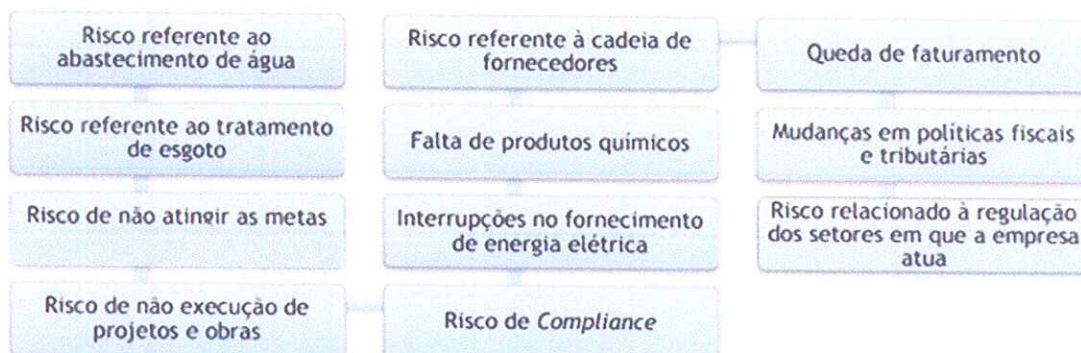 Risco referente ao
abastecimento de água
Risco referente ao tratamento
de esgoto
Risco de não atingir as metas
Risco de não execução de
projetos e obras
Risco referente à cadeia de
fornecedores
Falta de produtos químicos
Interrupções no fornecimento
de energia elétrica
Risco de Compliance
Queda de faturamento
Mudanças em políticas fiscais
e tributárias
Risco relacionado à regulação
dos setores em que a empresa
atua